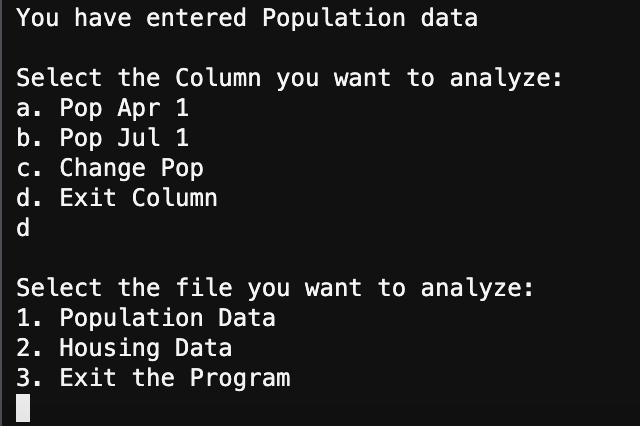 You have entered Population data
Select the Column you want to analyze:
a. Pop Apr 1
b. Pop Jul 1
c. Change Pop
d. Exit Column
d
Select the file you want to analyze:
1. Population Data
2. Housing Data
3. Exit the Program